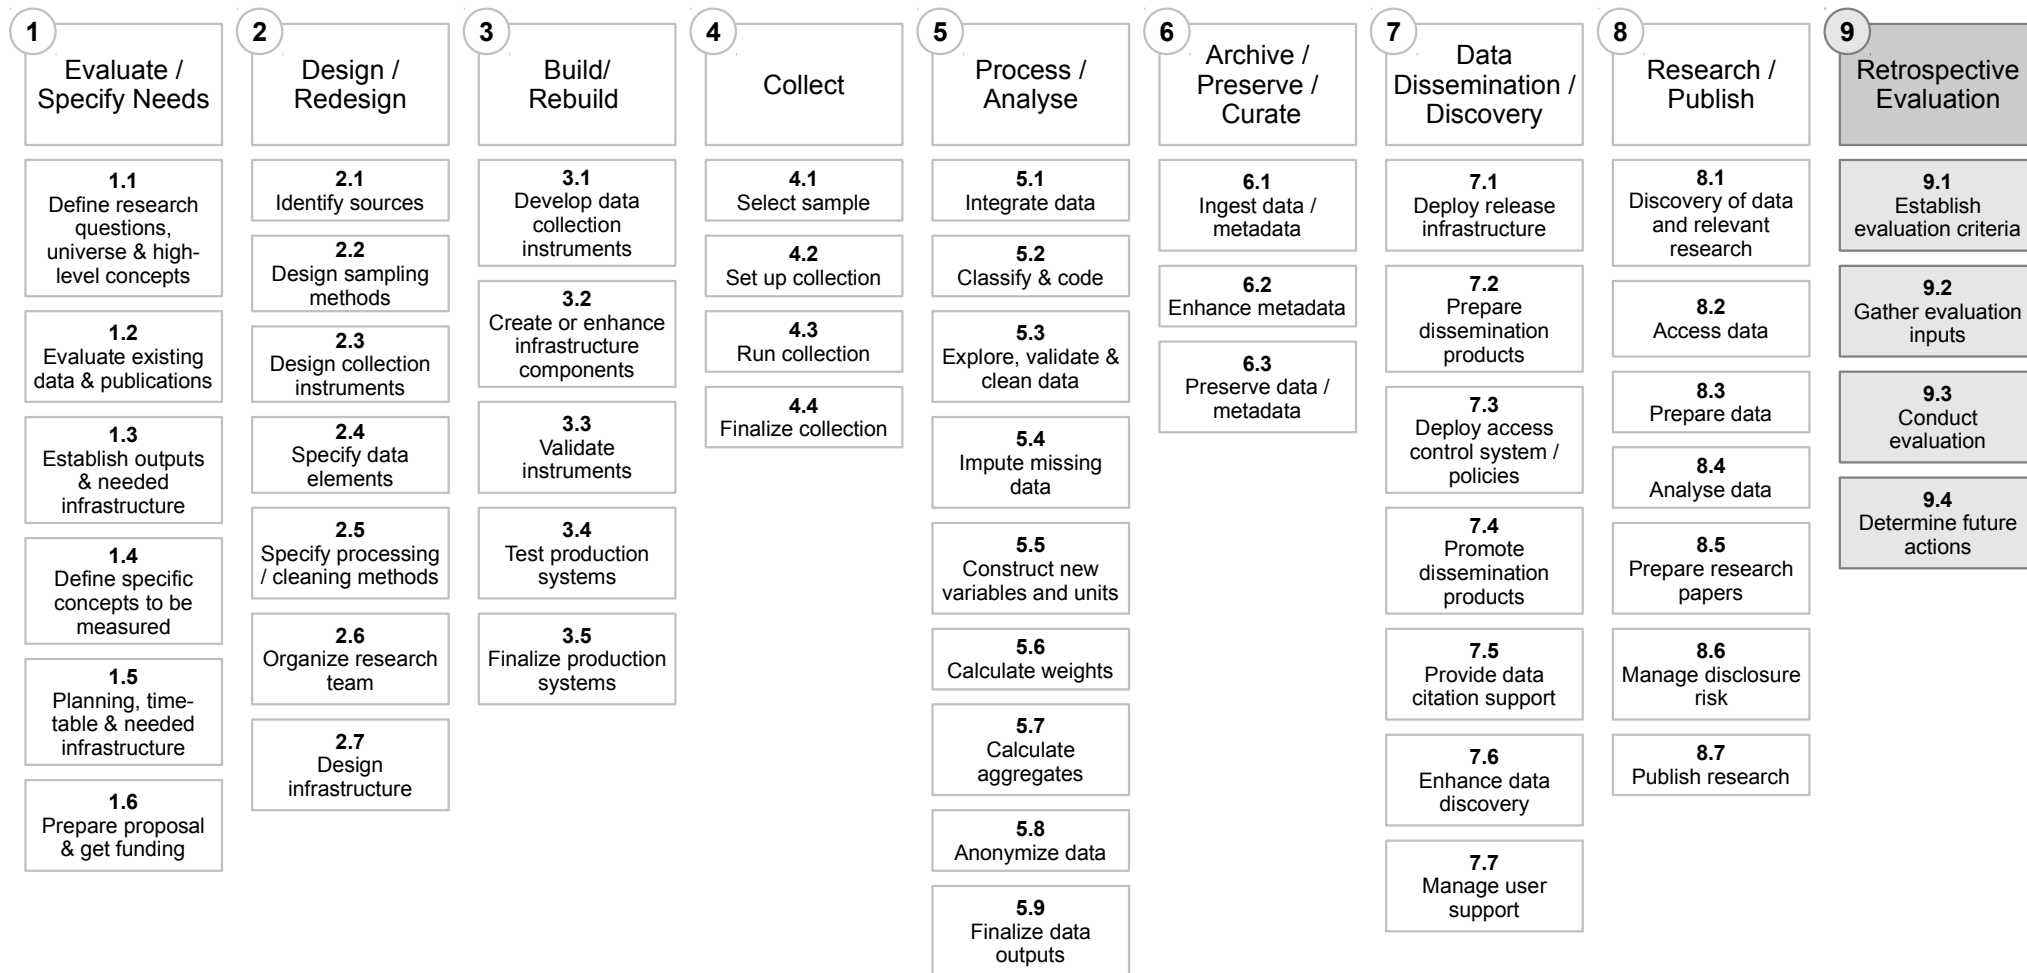 1
Evaluate /
Specify Needs
1.1
Define research
questions,
universe & high-
level concepts
1.2
Evaluate existing
data & publications
1.3
Establish outputs
& needed
infrastructure
1.4
Define specific
concepts to be
measured
1.5
Planning, time-
table & needed
infrastructure
1.6
Prepare proposal
& get funding
2
Design /
Redesign
2.1
Identify sources
2.2
Design sampling
methods
2.3
Design collection
instruments
2.4
Specify data
elements
2.5
Specify processing
/ cleaning methods
2.6
Organize research
team
2.7
Design
infrastructure
3
Build/
Rebuild
3.1
Develop data
collection
instruments
3.2
Create or enhance
infrastructure
components
3.3
Validate
instruments
3.4
Test production
systems
3.5
Finalize production
systems
4
Collect
4.1
Select sample
4.2
Set up collection
4.3
Run collection
4.4
Finalize collection
5
Process /
Analyse
5.1
Integrate data
5.2
Classify & code
5.3
Explore, validate &
clean data
5.4
Impute missing
data
5.5
Construct new
variables and units
5.6
Calculate weights
5.7
Calculate
aggregates
5.8
Anonymize data
5.9
Finalize data
outputs
6
Archive /
Preserve /
Curate
6.1
Ingest data /
metadata
6.2
Enhance metadata
6.3
Preserve data /
metadata
7
Data
Dissemination /
Discovery
7.1
Deploy release
infrastructure
7.2
Prepare
dissemination
products
7.3
Deploy access
control system /
policies
7.4
Promote
dissemination
products
7.5
Provide data
citation support
7.6
Enhance data
discovery
7.7
Manage user
support
8
Research /
Publish
8.1
Discovery of data
and relevant
research
8.2
Access data
8.3
Prepare data
8.4
Analyse data
8.5
Prepare research
papers
8.6
Manage disclosure
risk
8.7
Publish research
9
Retrospective
Evaluation
9.1
Establish
evaluation criteria
9.2
Gather evaluation
inputs
9.3
Conduct
evaluation
9.4
Determine future
actions